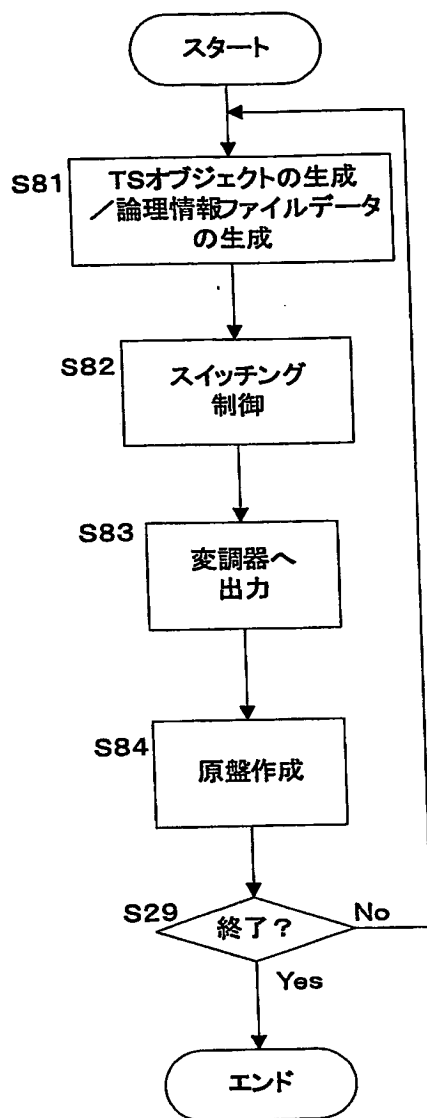 スタート
S81
TSオブジェクトの生成
／論理情報ファイルデータ
の生成
S82
スイッチング
制御
S83
変調器へ
出力
S84
原盤作成
S29
終了？
No
Yes
エンド